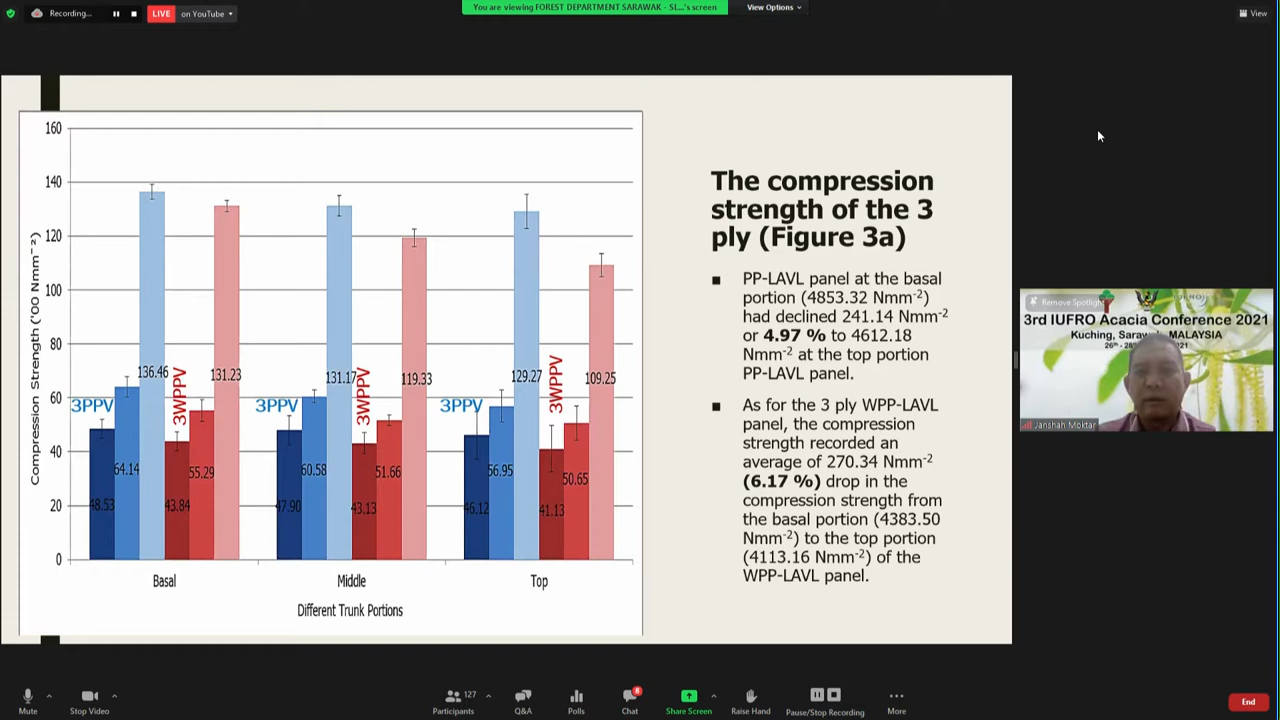 Recording...
LIVE on YouTube
You are viewing FOREST DEPARTMENT SARAWAK - SI....'s screen
View Options
View
160
140
120
100
80
60
40
20
0
Compression Strength ('00 Nmm⁻²)
3PPV
48.53
64.14
136.46
3WPPV
43.84
55.29
131.23
3PPV
47.90
60.58
131.17
3WPPV
43.13
51.66
119.33
3PPV
46.12
56.95
129.27
3WPPV
41.13
50.65
109.25
Basal
Middle
Top
Different Trunk Portions
The compression
strength of the 3
ply (Figure 3a)
PP-LAVL panel at the basal
portion (4853.32 Nmm⁻²)
had declined 241.14 Nmm⁻²
or 4.97 % to 4612.18
Nmm⁻² at the top portion
PP-LAVL panel.
As for the 3 ply WPP-LAVL
panel, the compression
strength recorded an
average of 270.34 Nmm⁻²
(6.17 %) drop in the
compression strength from
the basal portion (4383.50
Nmm⁻²) to the top portion
(4113.16 Nmm⁻²) of the
WPP-LAVL panel.
Remove Spotlight
3rd IUFRO Acacia Conference 2021
Kuching, MALAYSIA
Janshah Moktar
Mute
Stop Video
127
Participants
Q&A
Polls
8
Chat
Share Screen
Raise Hand
Pause/Stop Recording
More
End